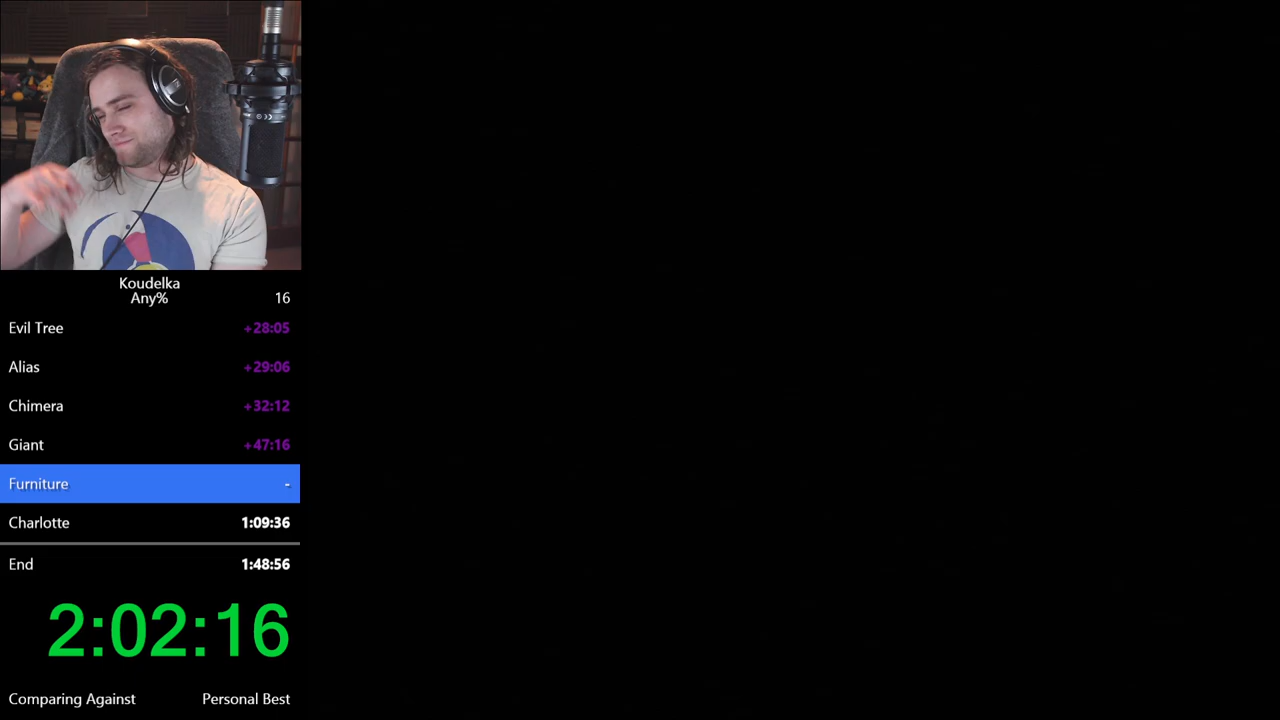 Koudelka
Any%
16
Evil Tree +28:05
Alias +29:06
Chimera +32:12
Giant +47:16
Furniture -
Charlotte 1:09:36
End 1:48:56
2:02:16
Comparing Against Personal Best